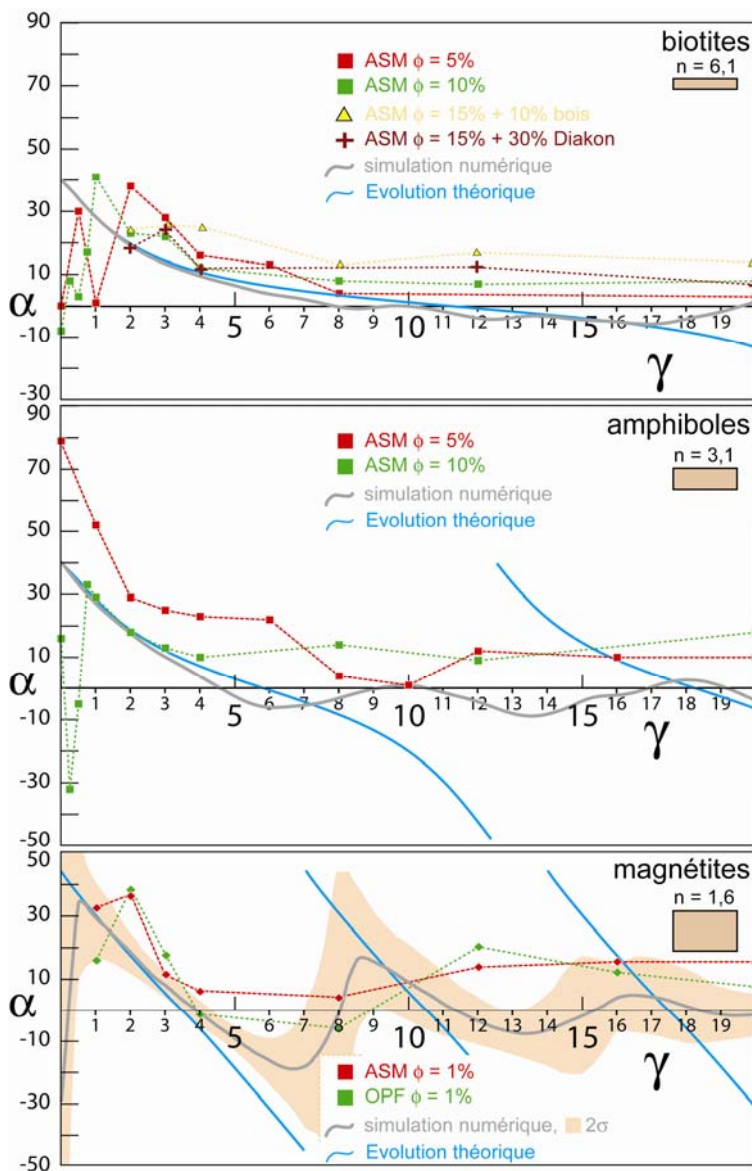 90
biotites
n = 6,1
ASM ϕ = 5%
70
ASM ϕ = 10%
ASM ϕ = 15% + 10% bois
50
ASM ϕ = 15% + 30% Diakon
simulation numérique
Evolution théorique
30
10
α
1 2 3 4 5 6 7 8 9 10 11 12 13 14 15 16 17 18 19
-10
γ
-30
90
amphiboles
ASM ϕ = 5%
n = 3,1
70
ASM ϕ = 10%
simulation numérique
50
Evolution théorique
30
10
α
1 2 3 4 5 6 7 8 9 10 11 12 13 14 15 16 17 18 19
-10
γ
-30
-50
50
magnétites
n = 1,6
30
10
α
1 2 3 4 5 6 7 8 9 10 11 12 13 14 15 16 17 18 19
-10
γ
ASM ϕ = 1%
-30
OPF ϕ = 1%
simulation numérique, 2σ
Evolution théorique
-50